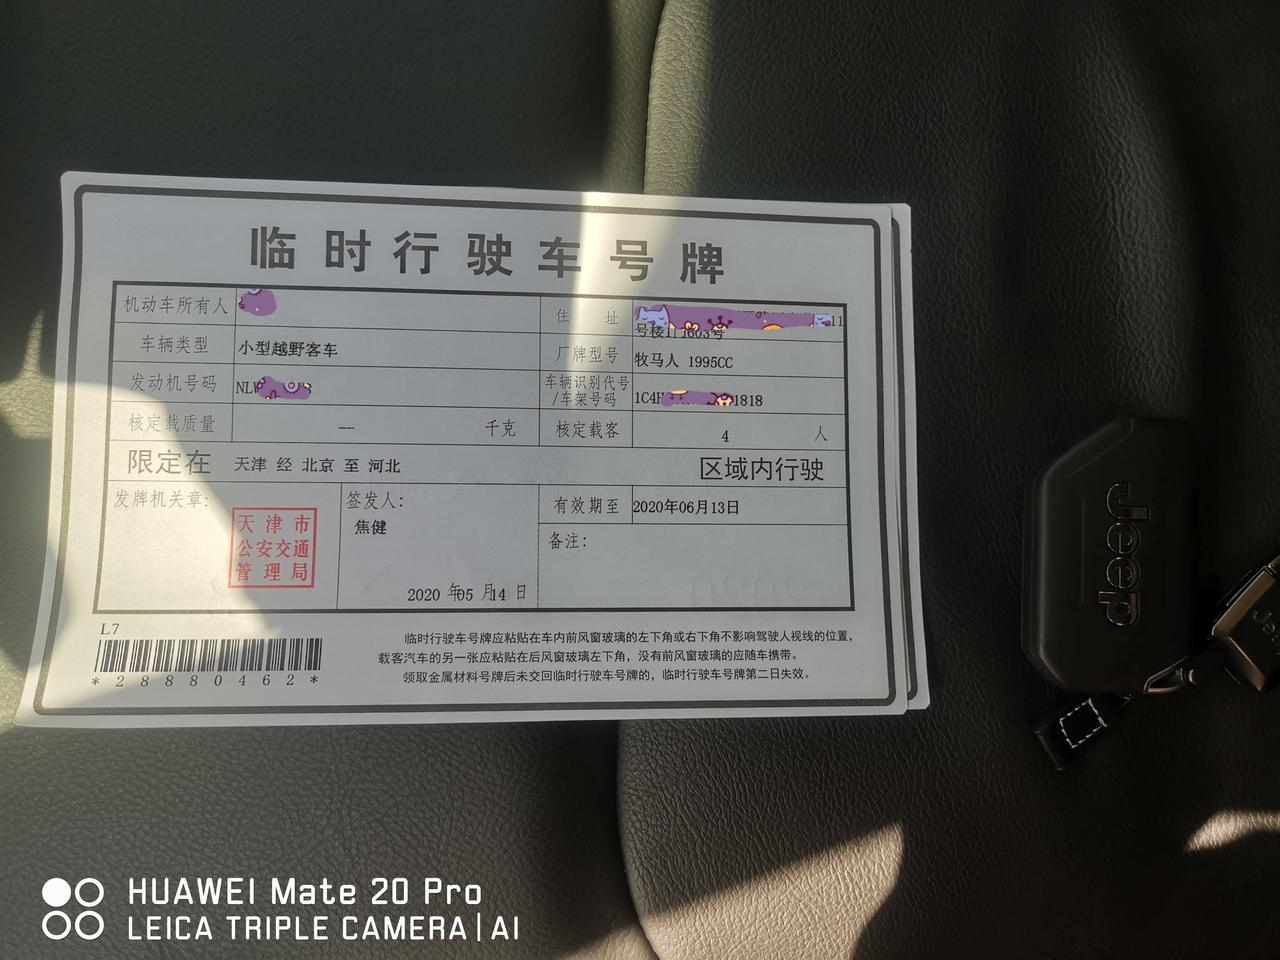 临时行驶车号牌
机动车所有人
住 址 11
号楼1门603号
车辆类型 小型越野客车
厂牌型号 牧马人 1995CC
发动机号码 NLW 3
车辆识别代号
/车架号码 1C4H 1818
核定载质量 -- 千克
核定载客 4 人
限定在 天津 经 北京 至 河北 区域内行驶
发牌机关章:
天津市
公安交通
管理局
签发人:
焦健
2020 年05 月14 日
有效期至 2020年06月13日
备注:
L7
*28880462*
临时行驶车号牌应粘贴在车内前风窗玻璃的左下角或右下角不影响驾驶人视线的位置,
载客汽车的另一张应粘贴在后风窗玻璃左下角, 没有前风窗玻璃的应随车携带。
领取金属材料号牌后未交回临时行驶车号牌的, 临时行驶车号牌第二日失效。
Jeep
HUAWEI Mate 20 Pro
LEICA TRIPLE CAMERA | AI